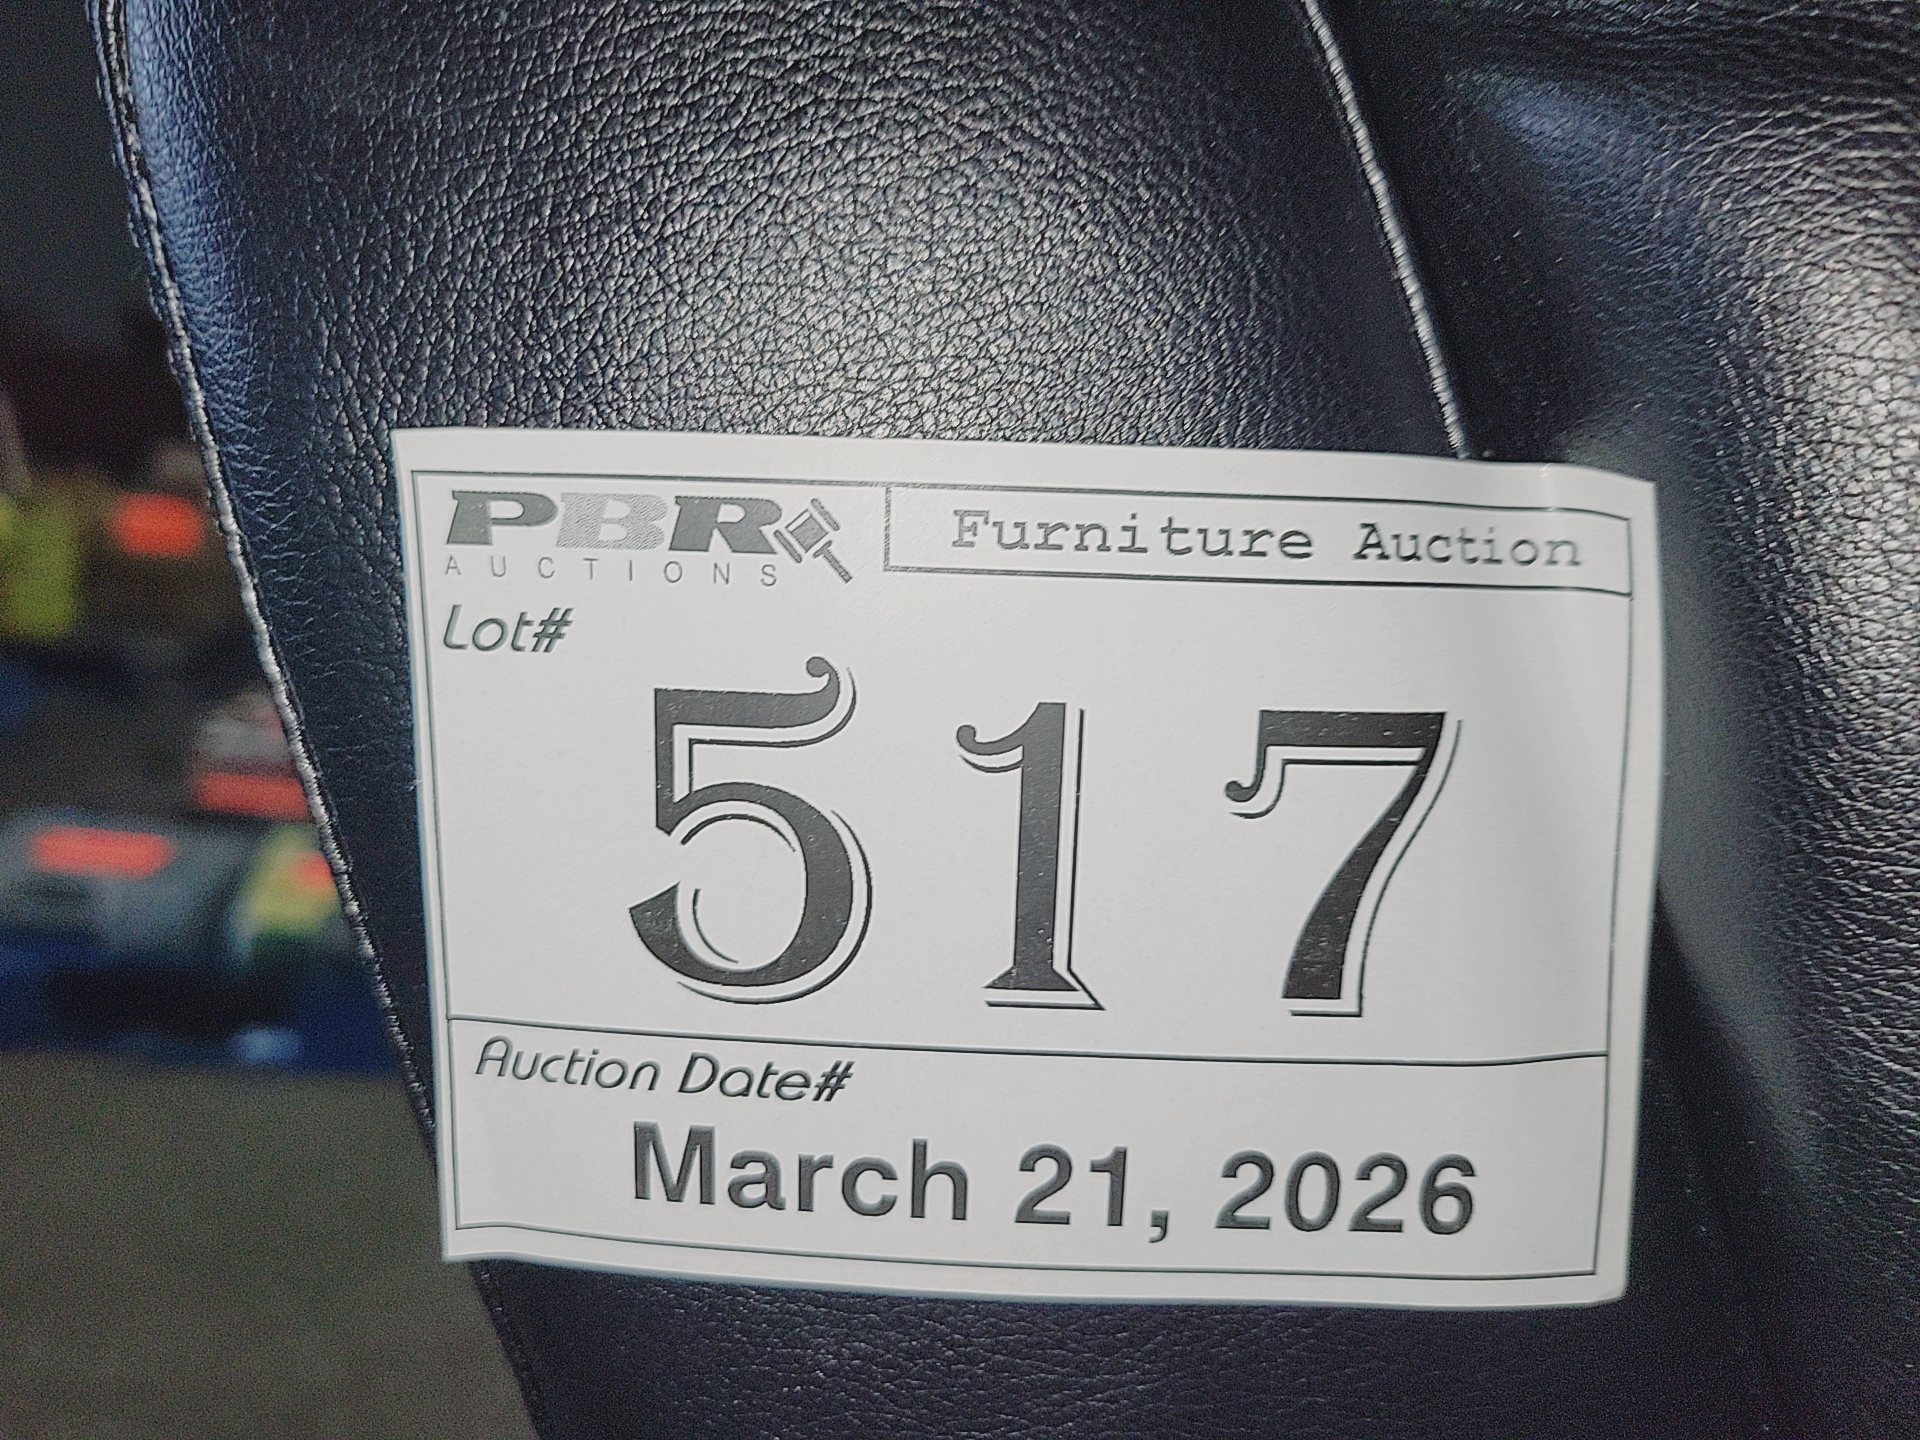 PBR
AUCTIONS
Furniture Auction
Lot#
517
Auction Date#
March 21, 2026